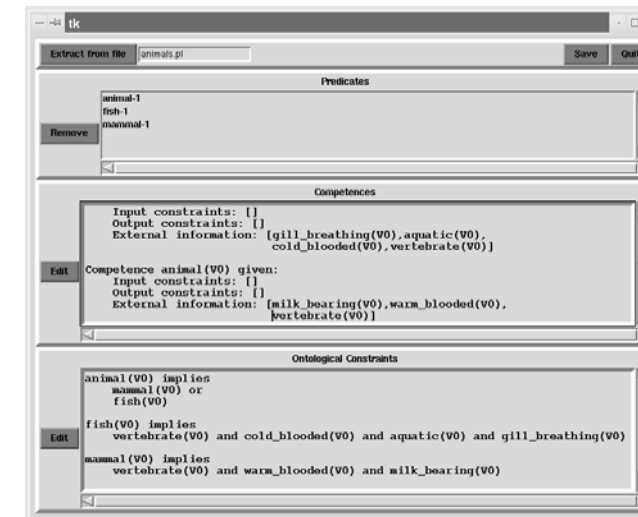 tk
Extract from file animals.pl Save Quit
Predicates
animal-1
fish-1
mammal-1
Remove
Competences
Input constraints: []
Output constraints: []
External information: [gill_breathing(V0),aquatic(V0),
cold_blooded(V0),vertebrate(V0)]
Edit
Competence animal(V0) given:
Input constraints: []
Output constraints: []
External information: [milk_bearing(V0),warm_blooded(V0),
vertebrate(V0)]
Ontological Constraints
animal(V0) implies
mammal(V0) or
fish(V0)
fish(V0) implies
Edit
vertebrate(V0) and cold_blooded(V0) and aquatic(V0) and gill_breathing(V0)
mammal(V0) implies
vertebrate(V0) and warm_blooded(V0) and milk_bearing(V0)